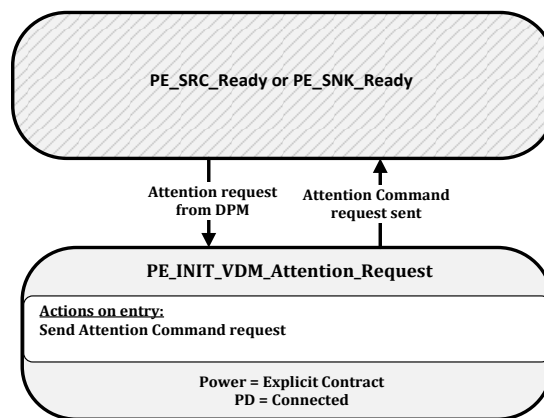 PE_SRC_Ready or PE_SNK_Ready
Attention request
from DPM
Attention Command
request sent
PE_INIT_VDM_Attention_Request
Actions on entry:
Send Attention Command request
Power = Explicit Contract
PD = Connected